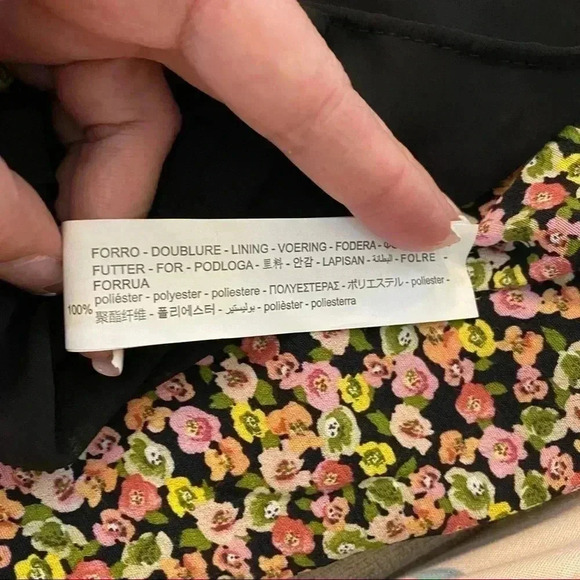 FORRO - DOUBLURE - LINING - VOERING - FODERA -
FUTTER - FOR - PODLOGA - 里料 - 안감 - LAPISAN - البطانة - FOLRE -
FORRUA
100% poliéster - polyester - poliestere - ΠΟΛΥΕΣΤΕΡΑΣ - ポリエステル - poliester -
聚酯纤维 - 폴리에스터 - بوليستير - polièster - poliesterra